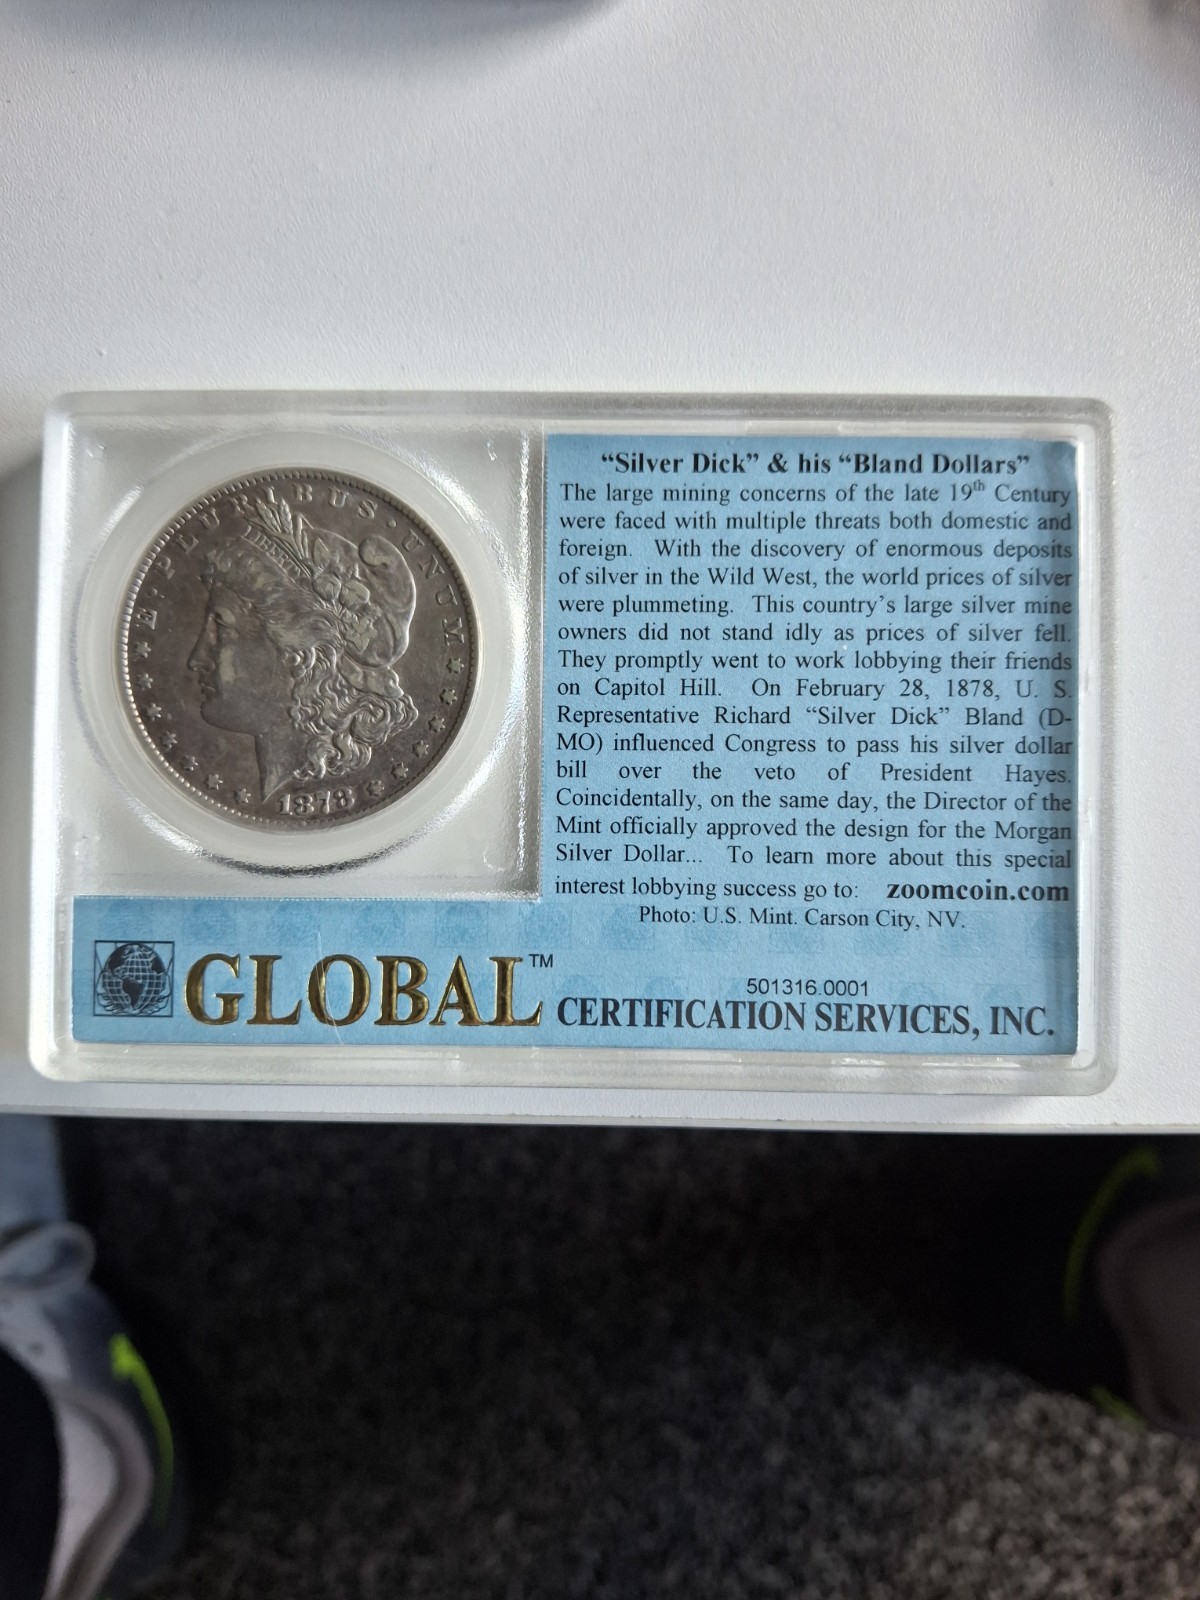 E·PLURIBUS·UNUM
LIBERTY
1878
“Silver Dick” & his “Bland Dollars”
The large mining concerns of the late 19th Century
were faced with multiple threats both domestic and
foreign. With the discovery of enormous deposits
of silver in the Wild West, the world prices of silver
were plummeting. This country’s large silver mine
owners did not stand idly as prices of silver fell.
They promptly went to work lobbying their friends
on Capitol Hill. On February 28, 1878, U. S.
Representative Richard “Silver Dick” Bland (D-
MO) influenced Congress to pass his silver dollar
bill over the veto of President Hayes.
Coincidentally, on the same day, the Director of the
Mint officially approved the design for the Morgan
Silver Dollar... To learn more about this special
interest lobbying success go to: zoomcoin.com
Photo: U.S. Mint. Carson City, NV.
501316.0001
GLOBAL™ CERTIFICATION SERVICES, INC.